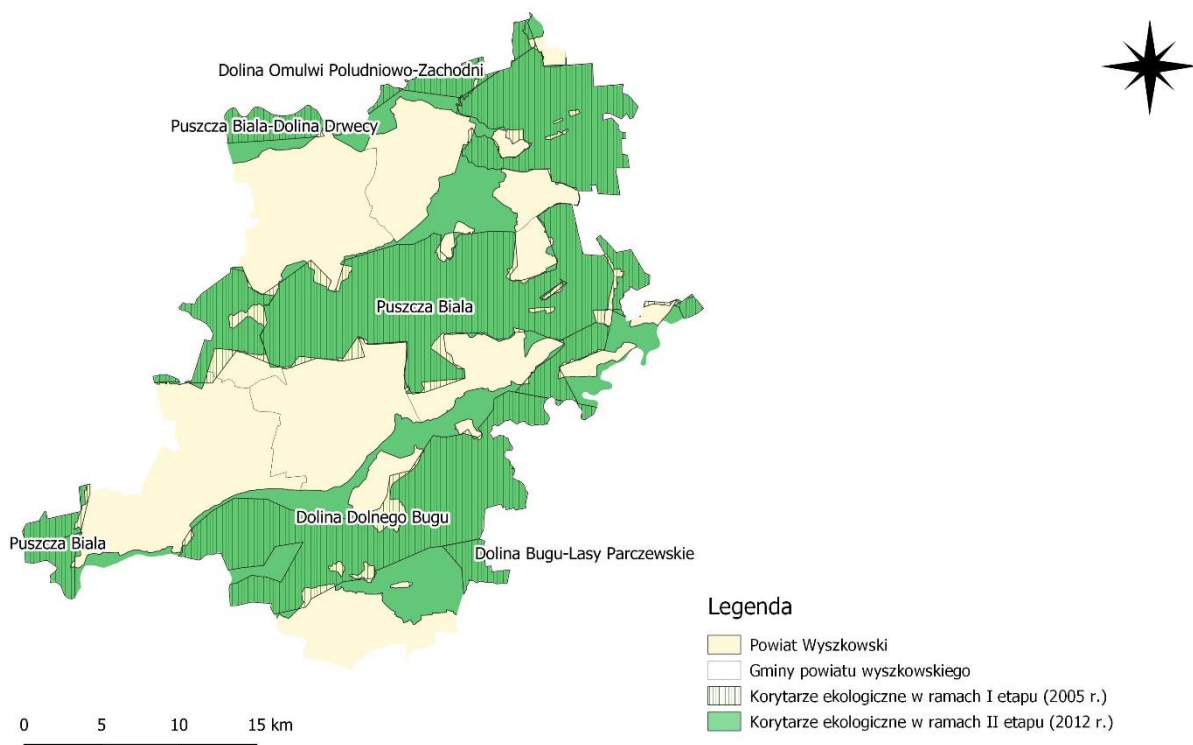 Dolina Omulwi Poludniowo-Zachodni
Puszcza Biala-Dolina Drwecy
Puszcza Biala
Dolina Dolnego Bugu
Puszcza Biala
Dolina Bugu-Lasy Parczewskie
Legenda
Powiat Wyszkowski
Gminy powiatu wyszkowskiego
Korytarze ekologiczne w ramach I etapu (2005 r.)
Korytarze ekologiczne w ramach II etapu (2012 r.)
0 5 10 15 km